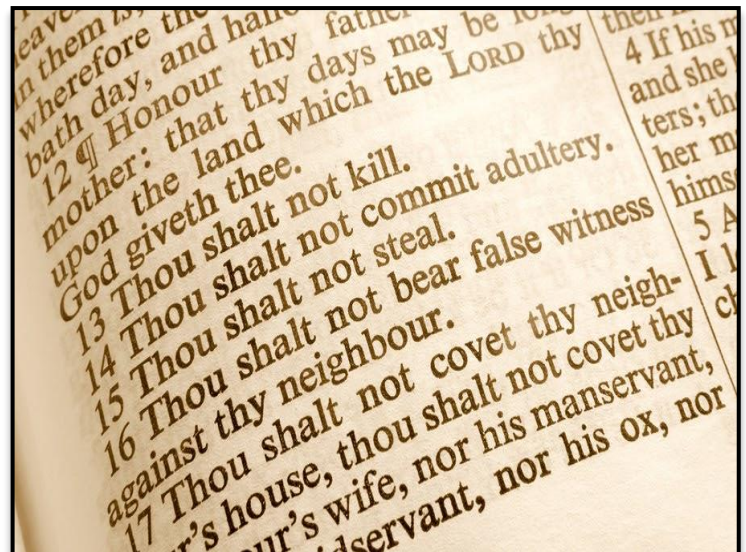 them is,
wherefore the
bath day, and
12 ¶ Honour thy father
mother: that thy days may be long
upon the land which the LORD thy
God giveth thee.
13 Thou shalt not kill.
14 Thou shalt not commit adultery.
15 Thou shalt not steal.
16 Thou shalt not bear false witness
against thy neighbour.
17 Thou shalt not covet thy neigh-
r's house, thou shalt not covet thy
our's wife, nor his manservant,
idservant, nor his ox, nor
4 If his
and she
ters;
her
5
I